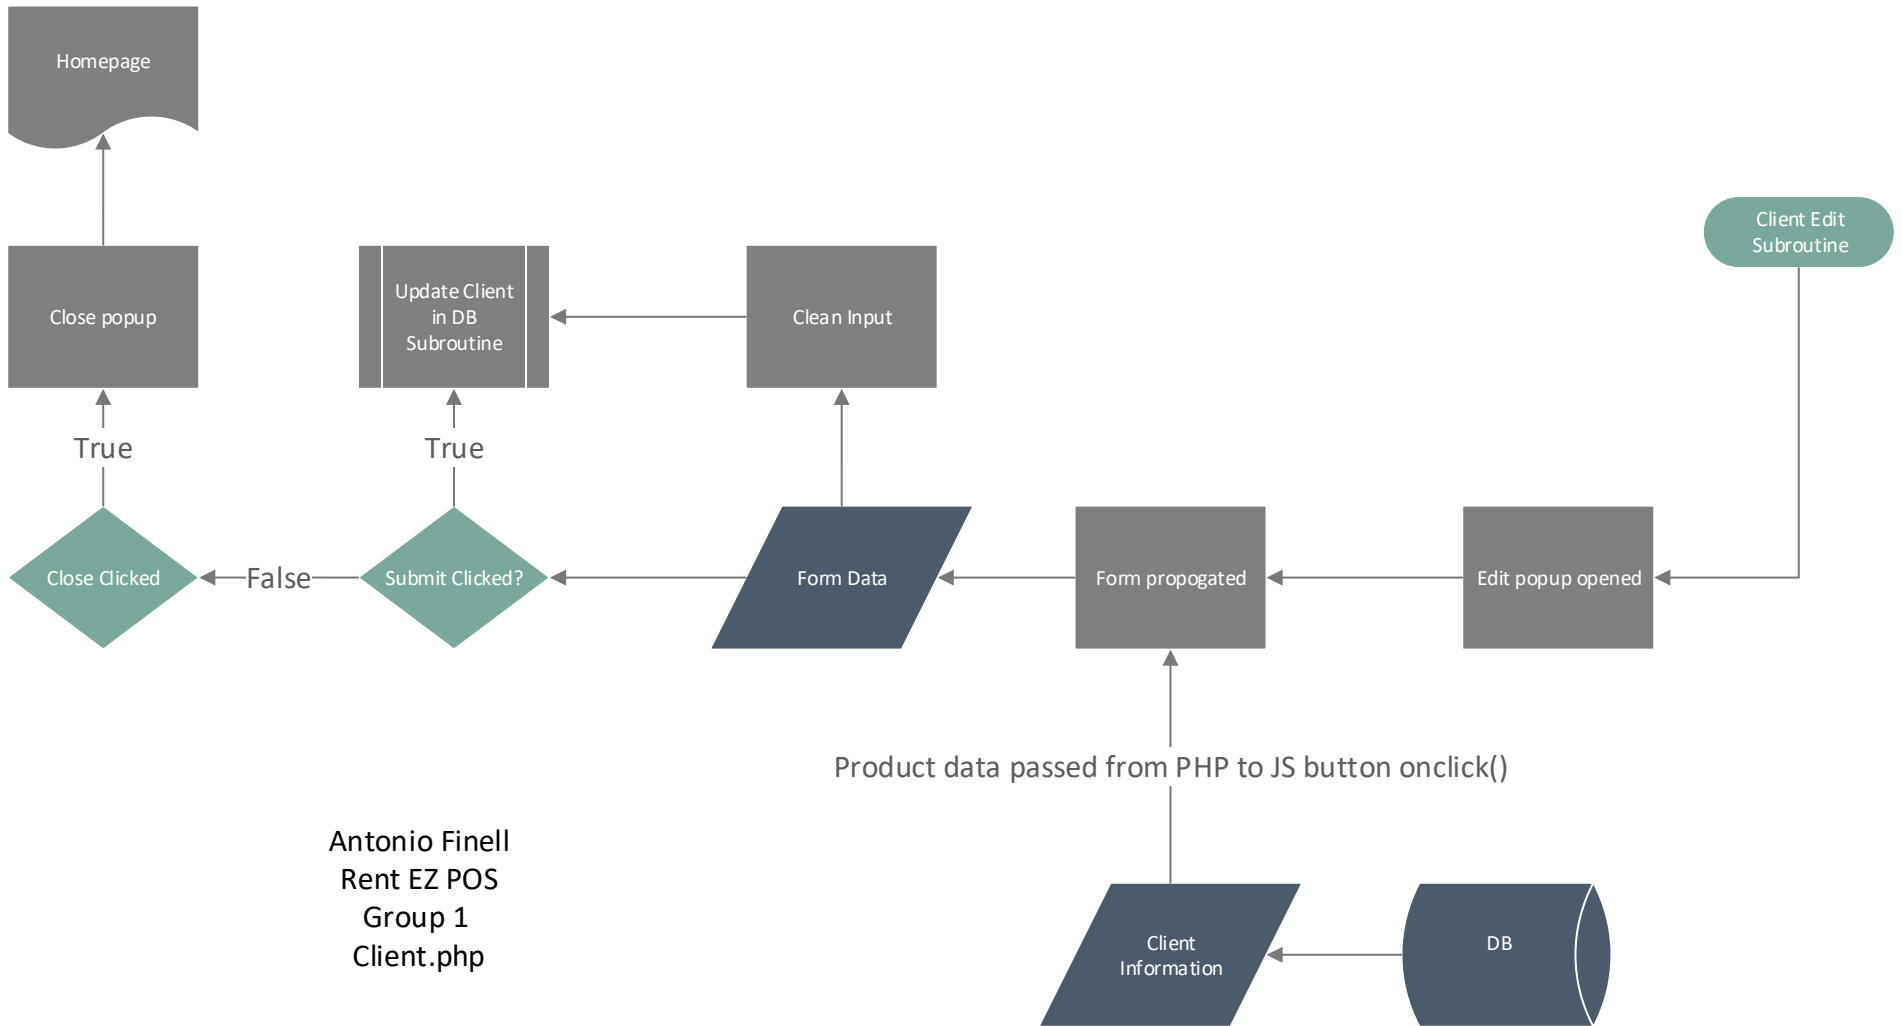 Homepage
Client Edit
Subroutine
Close popup
Update Client
in DB
Subroutine
Clean Input
True
True
Close Clicked
False
Submit Clicked?
Form Data
Form propogated
Edit popup opened
Product data passed from PHP to JS button onclick()
Antonio Finell
Rent EZ POS
Group 1
Client.php
Client
Information
DB